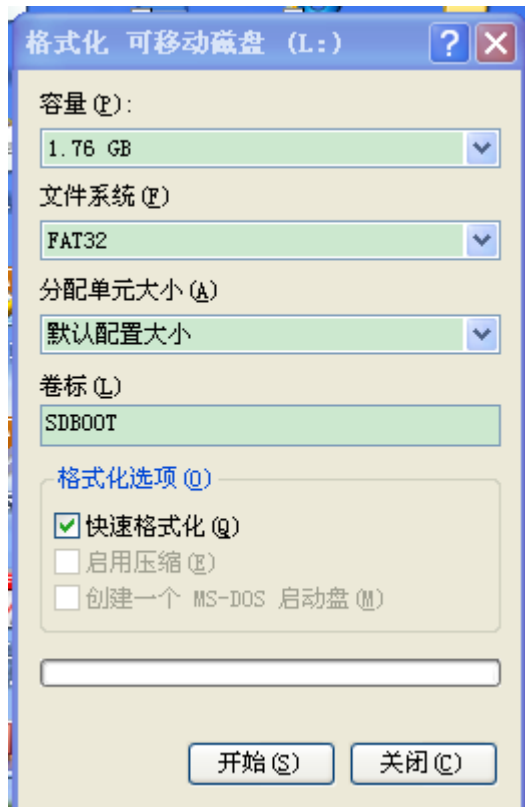 格式化 可移动磁盘 (L:)
容量(P):
1.76 GB
文件系统(F)
FAT32
分配单元大小(A)
默认配置大小
卷标(L)
SDBOOT
格式化选项(O)
快速格式化(Q)
启用压缩(E)
创建一个 MS-DOS 启动盘(M)
开始(S)
关闭(C)